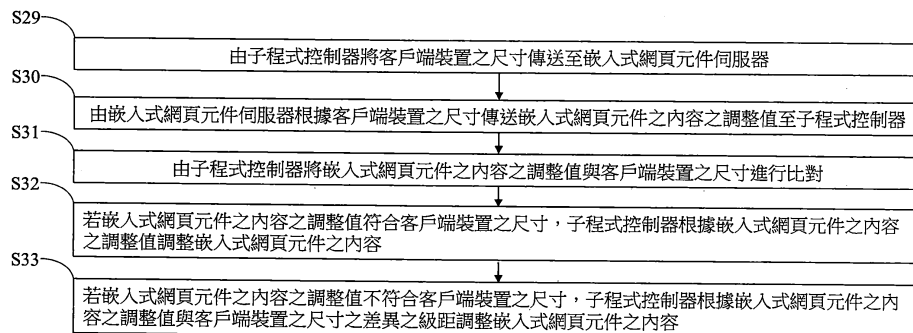 S29
由子程式控制器將客戶端裝置之尺寸傳送至嵌入式網頁元件伺服器
S30
由嵌入式網頁元件伺服器根據客戶端裝置之尺寸傳送嵌入式網頁元件之內容之調整值至子程式控制器
S31
由子程式控制器將嵌入式網頁元件之內容之調整值與客戶端裝置之尺寸進行比對
S32
若嵌入式網頁元件之內容之調整值符合客戶端裝置之尺寸，子程式控制器根據嵌入式網頁元件之內容
之調整值調整嵌入式網頁元件之內容
S33
若嵌入式網頁元件之內容之調整值不符合客戶端裝置之尺寸，子程式控制器根據嵌入式網頁元件之內
容之調整值與客戶端裝置之尺寸之差異之級距調整嵌入式網頁元件之內容